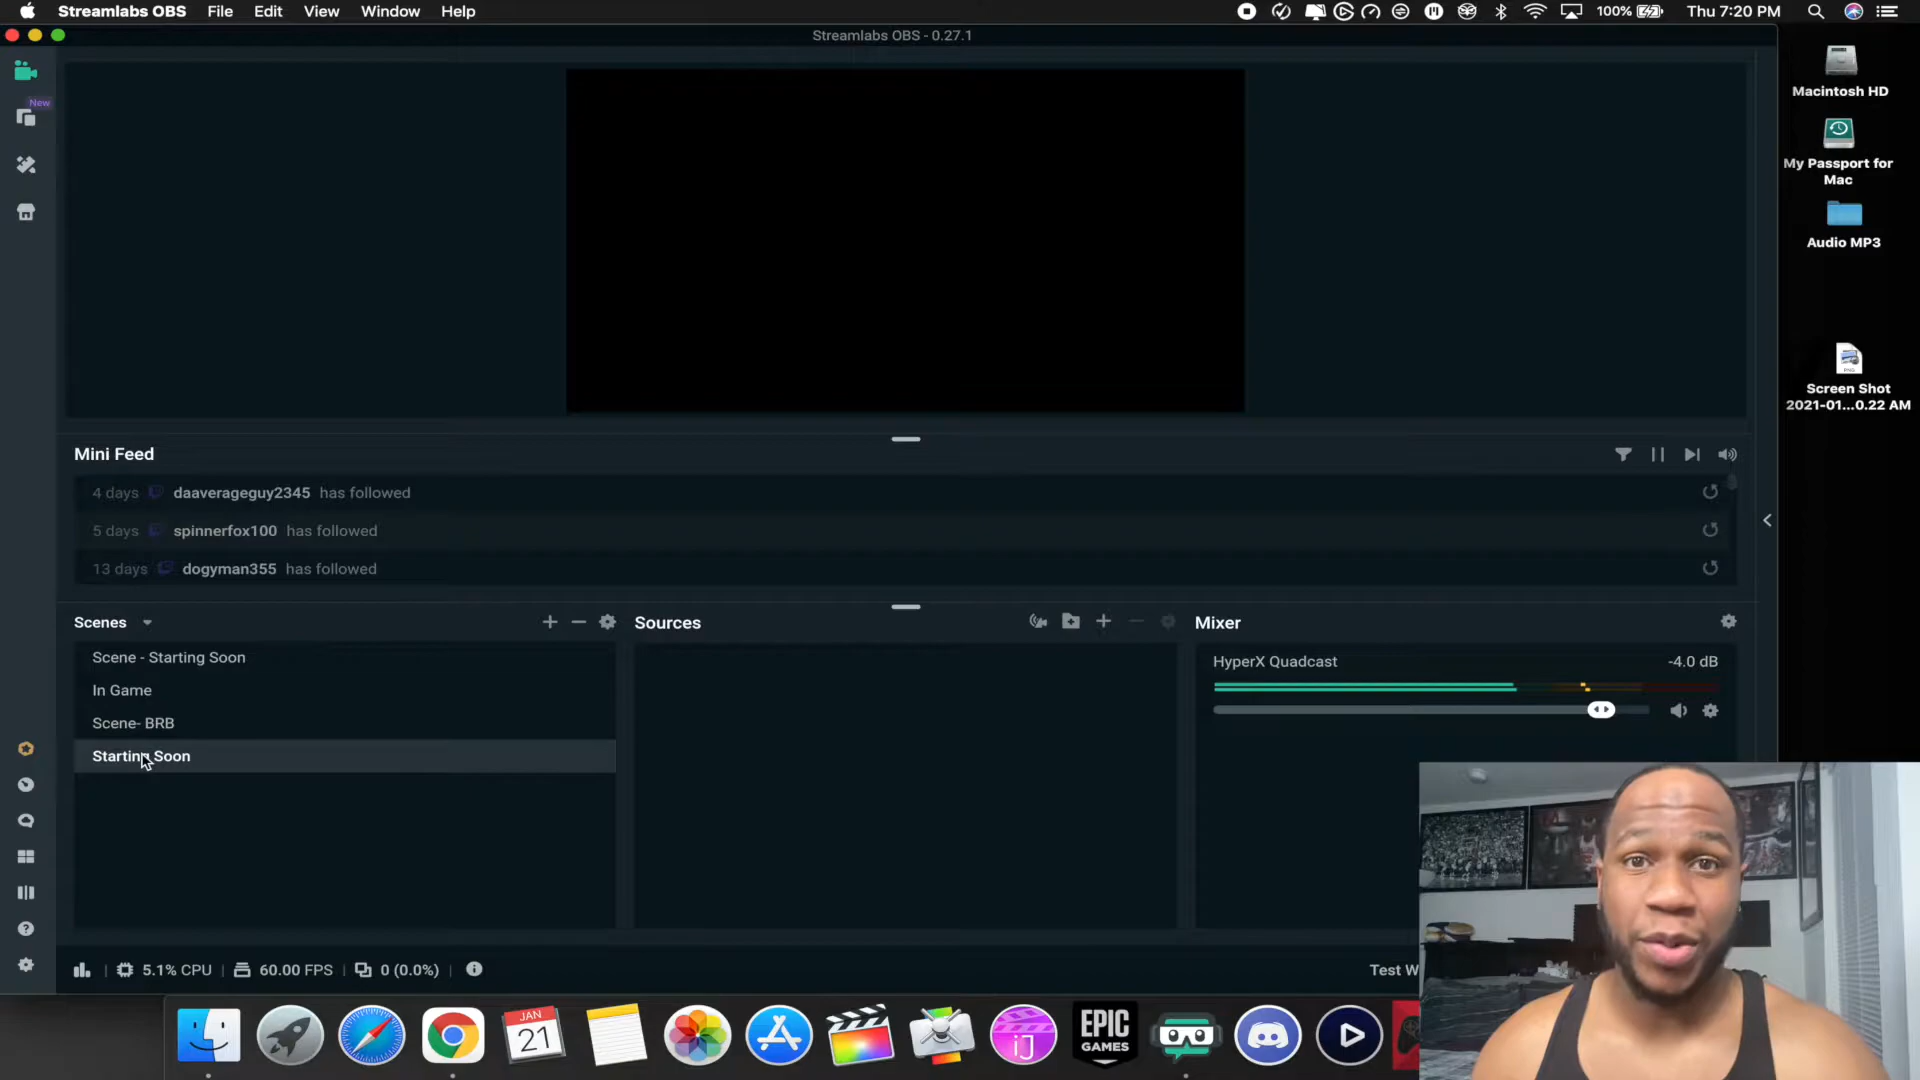 Streamlabs OBS File Edit View Window Help
100% Thu 7:20 PM
Streamlabs OBS - 0.27.1
New
Macintosh HD
My Passport for
Mac
Audio MP3
Screen Shot
2021-01...0.22 AM
Mini Feed
4 days daaverageguy2345 has followed
5 days spinnerfox100 has followed
13 days dogyman355 has followed
Scenes
Scene - Starting Soon
In Game
Scene- BRB
Starting Soon
Sources
Mixer
HyperX Quadcast -4.0 dB
5.1% CPU 60.00 FPS 0 (0.0%)
Test W
JAN
21
iJ
EPIC
GAMES